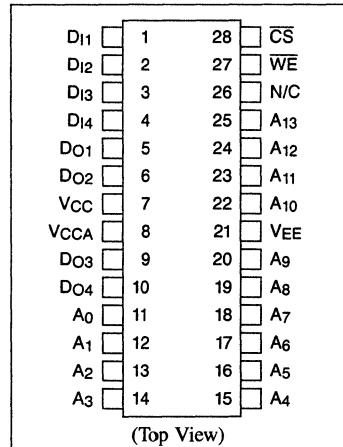 DI1 1 28 C̅S̅
DI2 2 27 W̅E̅
DI3 3 26 N/C
DI4 4 25 A13
DO1 5 24 A12
DO2 6 23 A11
VCC 7 22 A10
VCCA 8 21 VEE
DO3 9 20 A9
DO4 10 19 A8
A0 11 18 A7
A1 12 17 A6
A2 13 16 A5
A3 14 15 A4
(Top View)